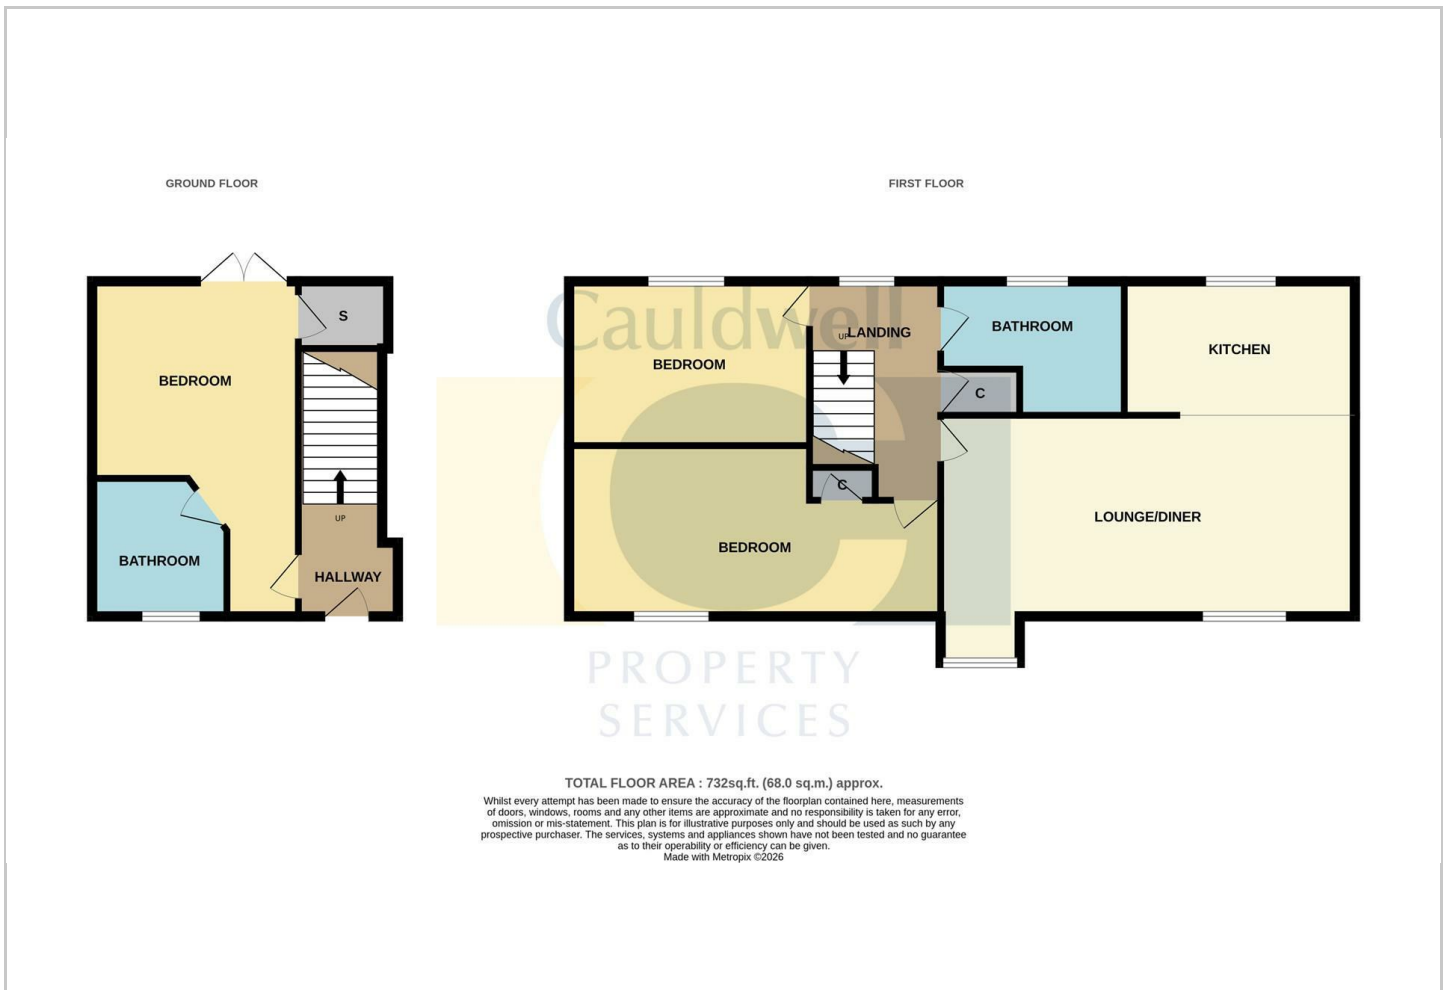 GROUND FLOOR
FIRST FLOOR
S
BEDROOM
UP
BATHROOM
HALLWAY
Cauldwell
UP
LANDING
BATHROOM
BEDROOM
KITCHEN
C
C
LOUNGE/DINER
BEDROOM
PROPERTY
SERVICES
TOTAL FLOOR AREA : 732sq.ft. (68.0 sq.m.) approx.
Whilst every attempt has been made to ensure the accuracy of the floorplan contained here, measurements
of doors, windows, rooms and any other items are approximate and no responsibility is taken for any error,
omission or mis-statement. This plan is for illustrative purposes only and should be used as such by any
prospective purchaser. The services, systems and appliances shown have not been tested and no guarantee
as to their operability or efficiency can be given.
Made with Metropix ©2026